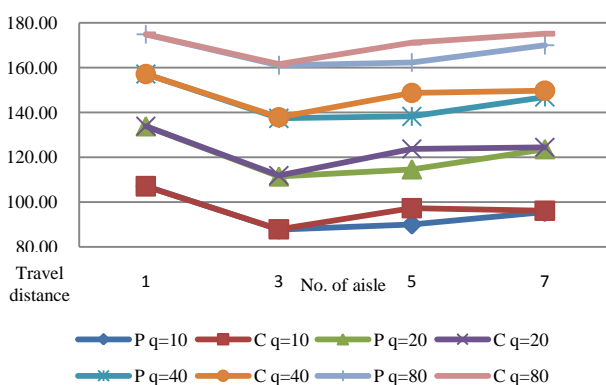 180.00
160.00
140.00
120.00
100.00
80.00
Travel distance
1 3 No. of aisle 5 7
P q=10 C q=10 P q=20 C q=20
P q=40 C q=40 P q=80 C q=80